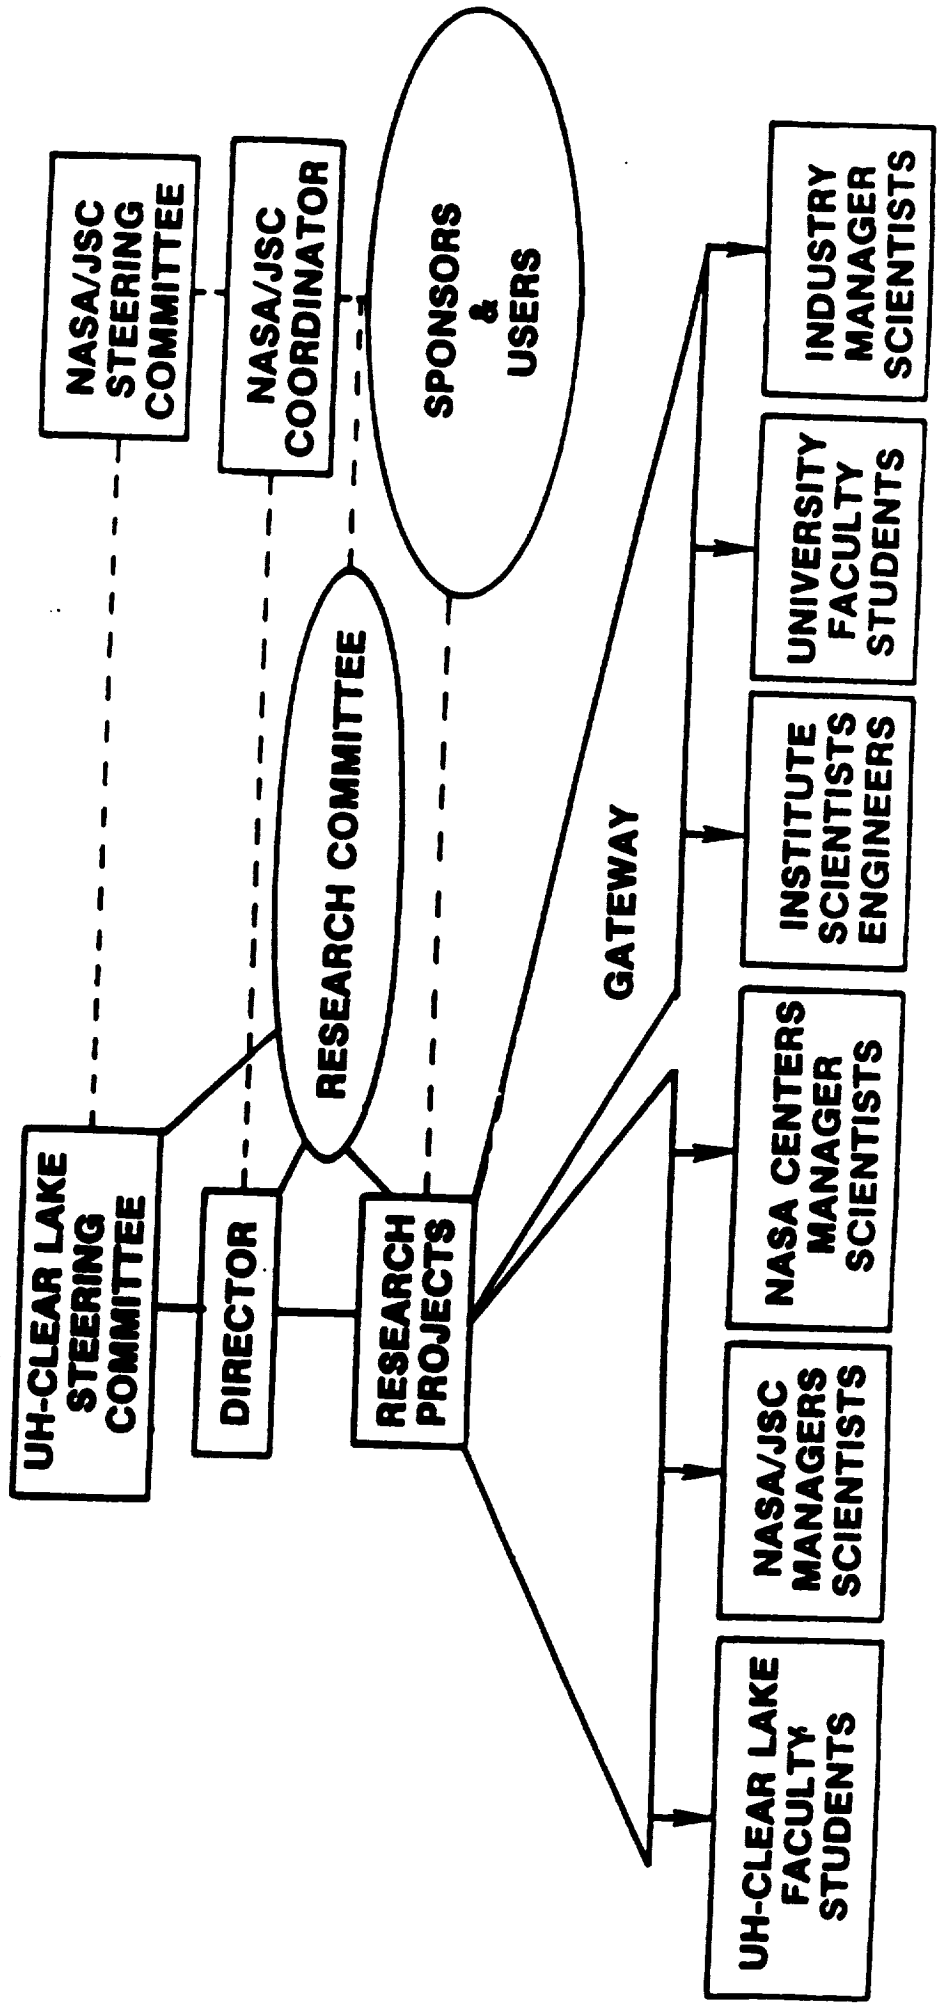 UH-CLEAR LAKE
STEERING
COMMITTEE
NASA/JSC
STEERING
COMMITTEE
DIRECTOR
NASA/JSC
COORDINATOR
RESEARCH COMMITTEE
RESEARCH
PROJECTS
SPONSORS
&
USERS
GATEWAY
UH-CLEAR LAKE
FACULTY
STUDENTS
NASA/JSC
MANAGERS
SCIENTISTS
NASA CENTERS
MANAGER
SCIENTISTS
INSTITUTE
SCIENTISTS
ENGINEERS
UNIVERSITY
FACULTY
STUDENTS
INDUSTRY
MANAGER
SCIENTISTS